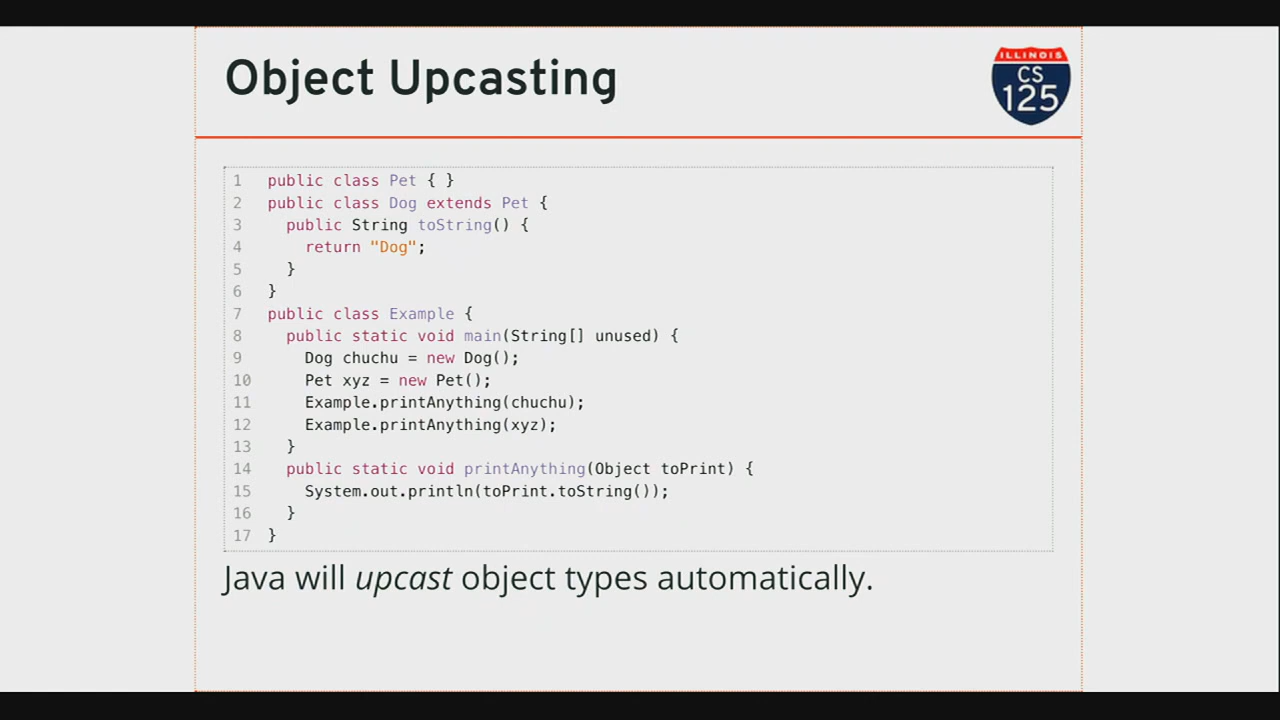 Object Upcasting
ILLINOIS
CS
125
1 public class Pet { }
2 public class Dog extends Pet {
3   public String toString() {
4     return "Dog";
5   }
6 }
7 public class Example {
8   public static void main(String[] unused) {
9     Dog chuchu = new Dog();
10     Pet xyz = new Pet();
11     Example.printAnything(chuchu);
12     Example.printAnything(xyz);
13   }
14   public static void printAnything(Object toPrint) {
15     System.out.println(toPrint.toString());
16   }
17 }
Java will upcast object types automatically.